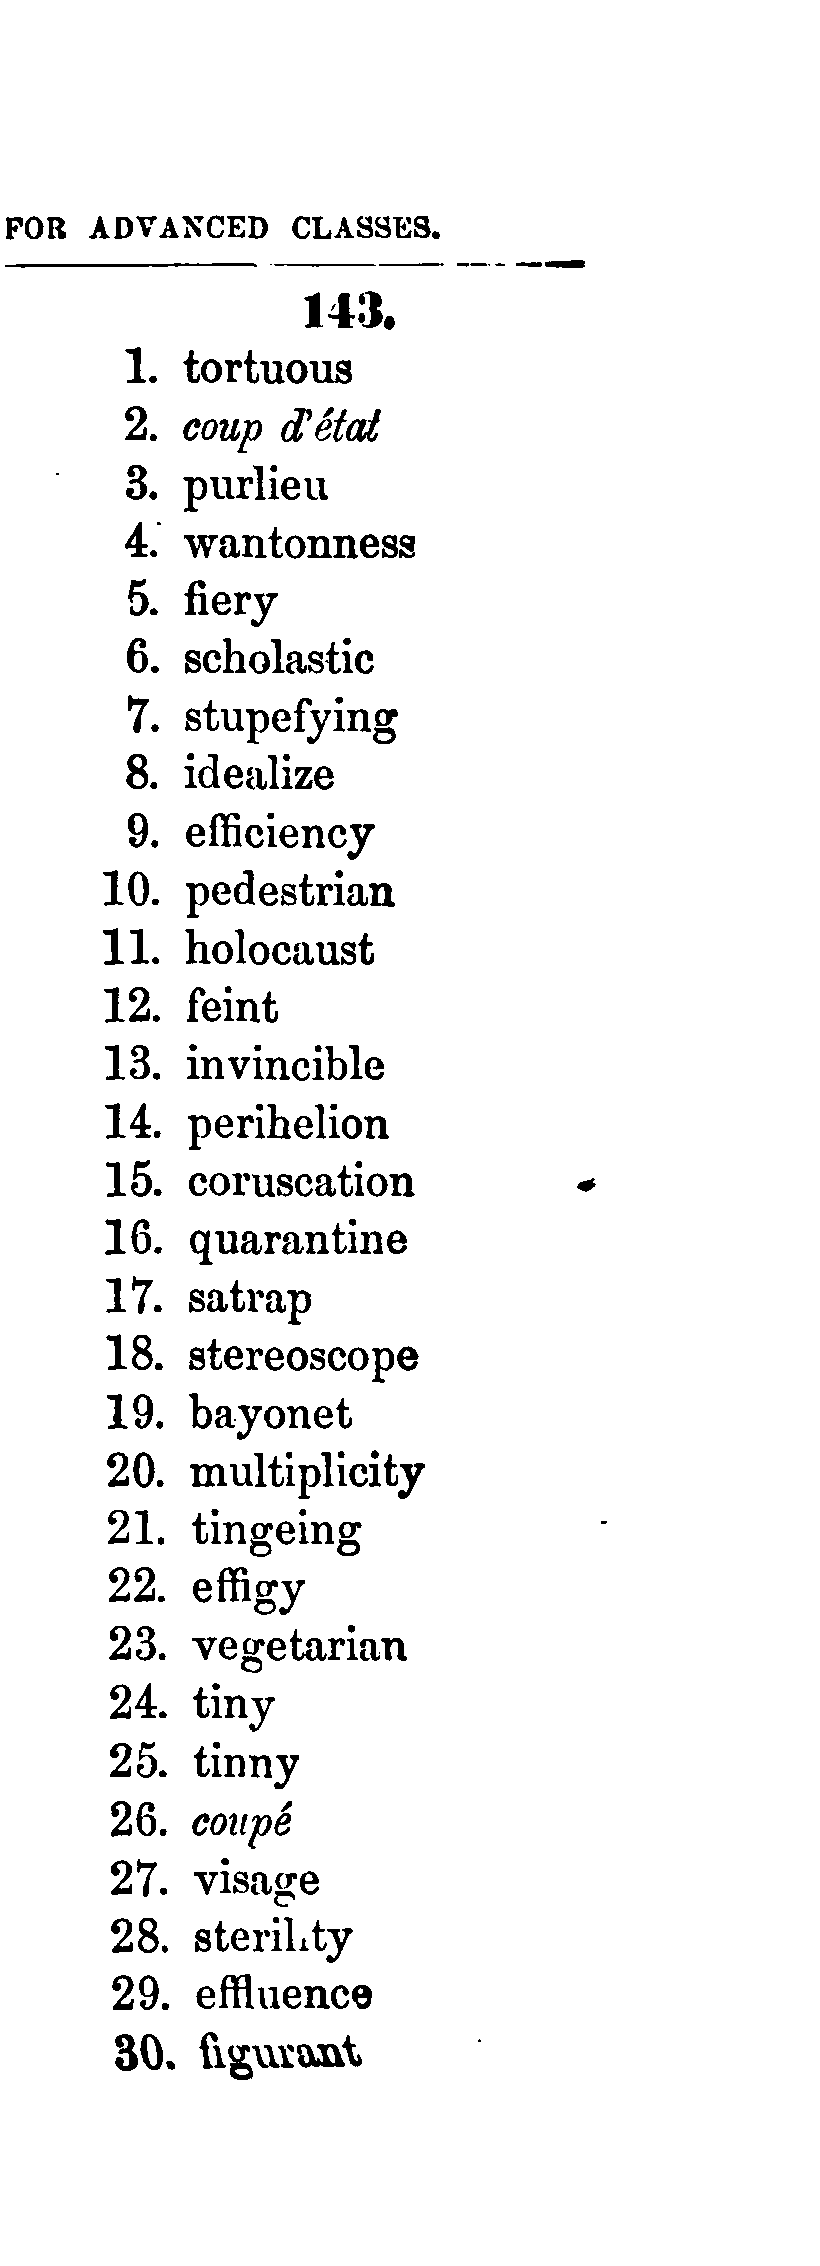 FOR ADVANCED CLASSES.
143.
1. tortuous
2. coup d'état
3. purlieu
4. wantonness
5. fiery
6. scholastic
7. stupefying
8. idealize
9. efficiency
10. pedestrian
11. holocaust
12. feint
13. invincible
14. perihelion
15. coruscation
16. quarantine
17. satrap
18. stereoscope
19. bayonet
20. multiplicity
21. tingeing
22. effigy
23. vegetarian
24. tiny
25. tinny
26. coupé
27. visage
28. sterility
29. effluence
30. figurant